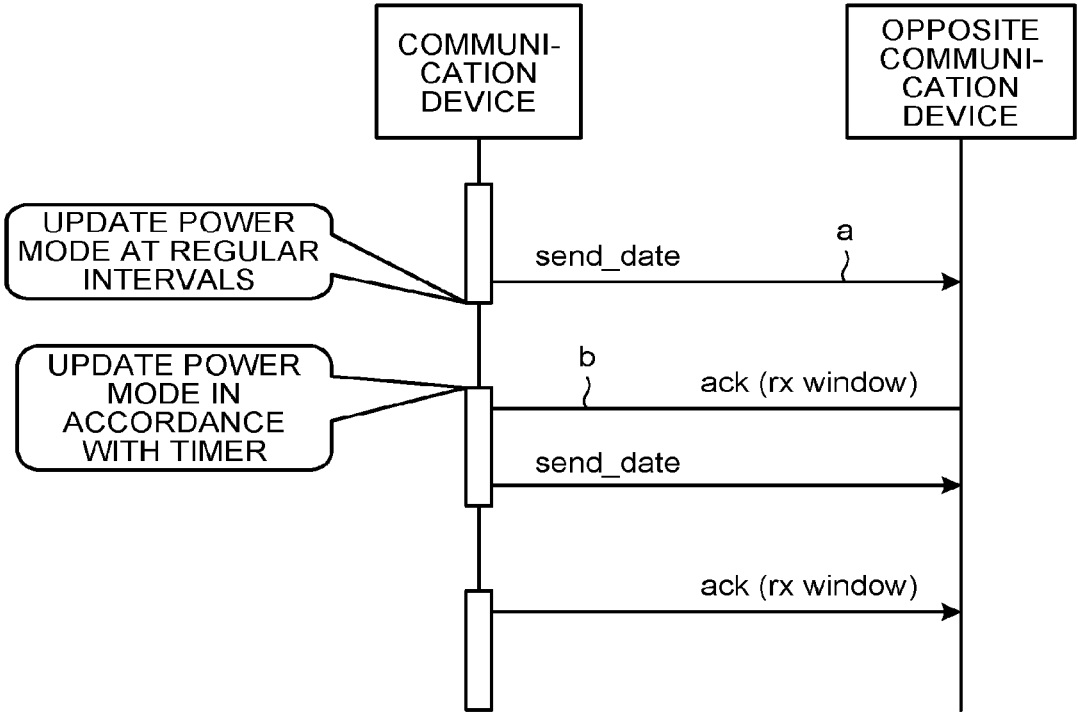 COMMUNI-
CATION
DEVICE
OPPOSITE
COMMUNI-
CATION
DEVICE
UPDATE POWER
MODE AT REGULAR
INTERVALS
send_date
a
UPDATE POWER
MODE IN
ACCORDANCE
WITH TIMER
b
ack (rx window)
send_date
ack (rx window)